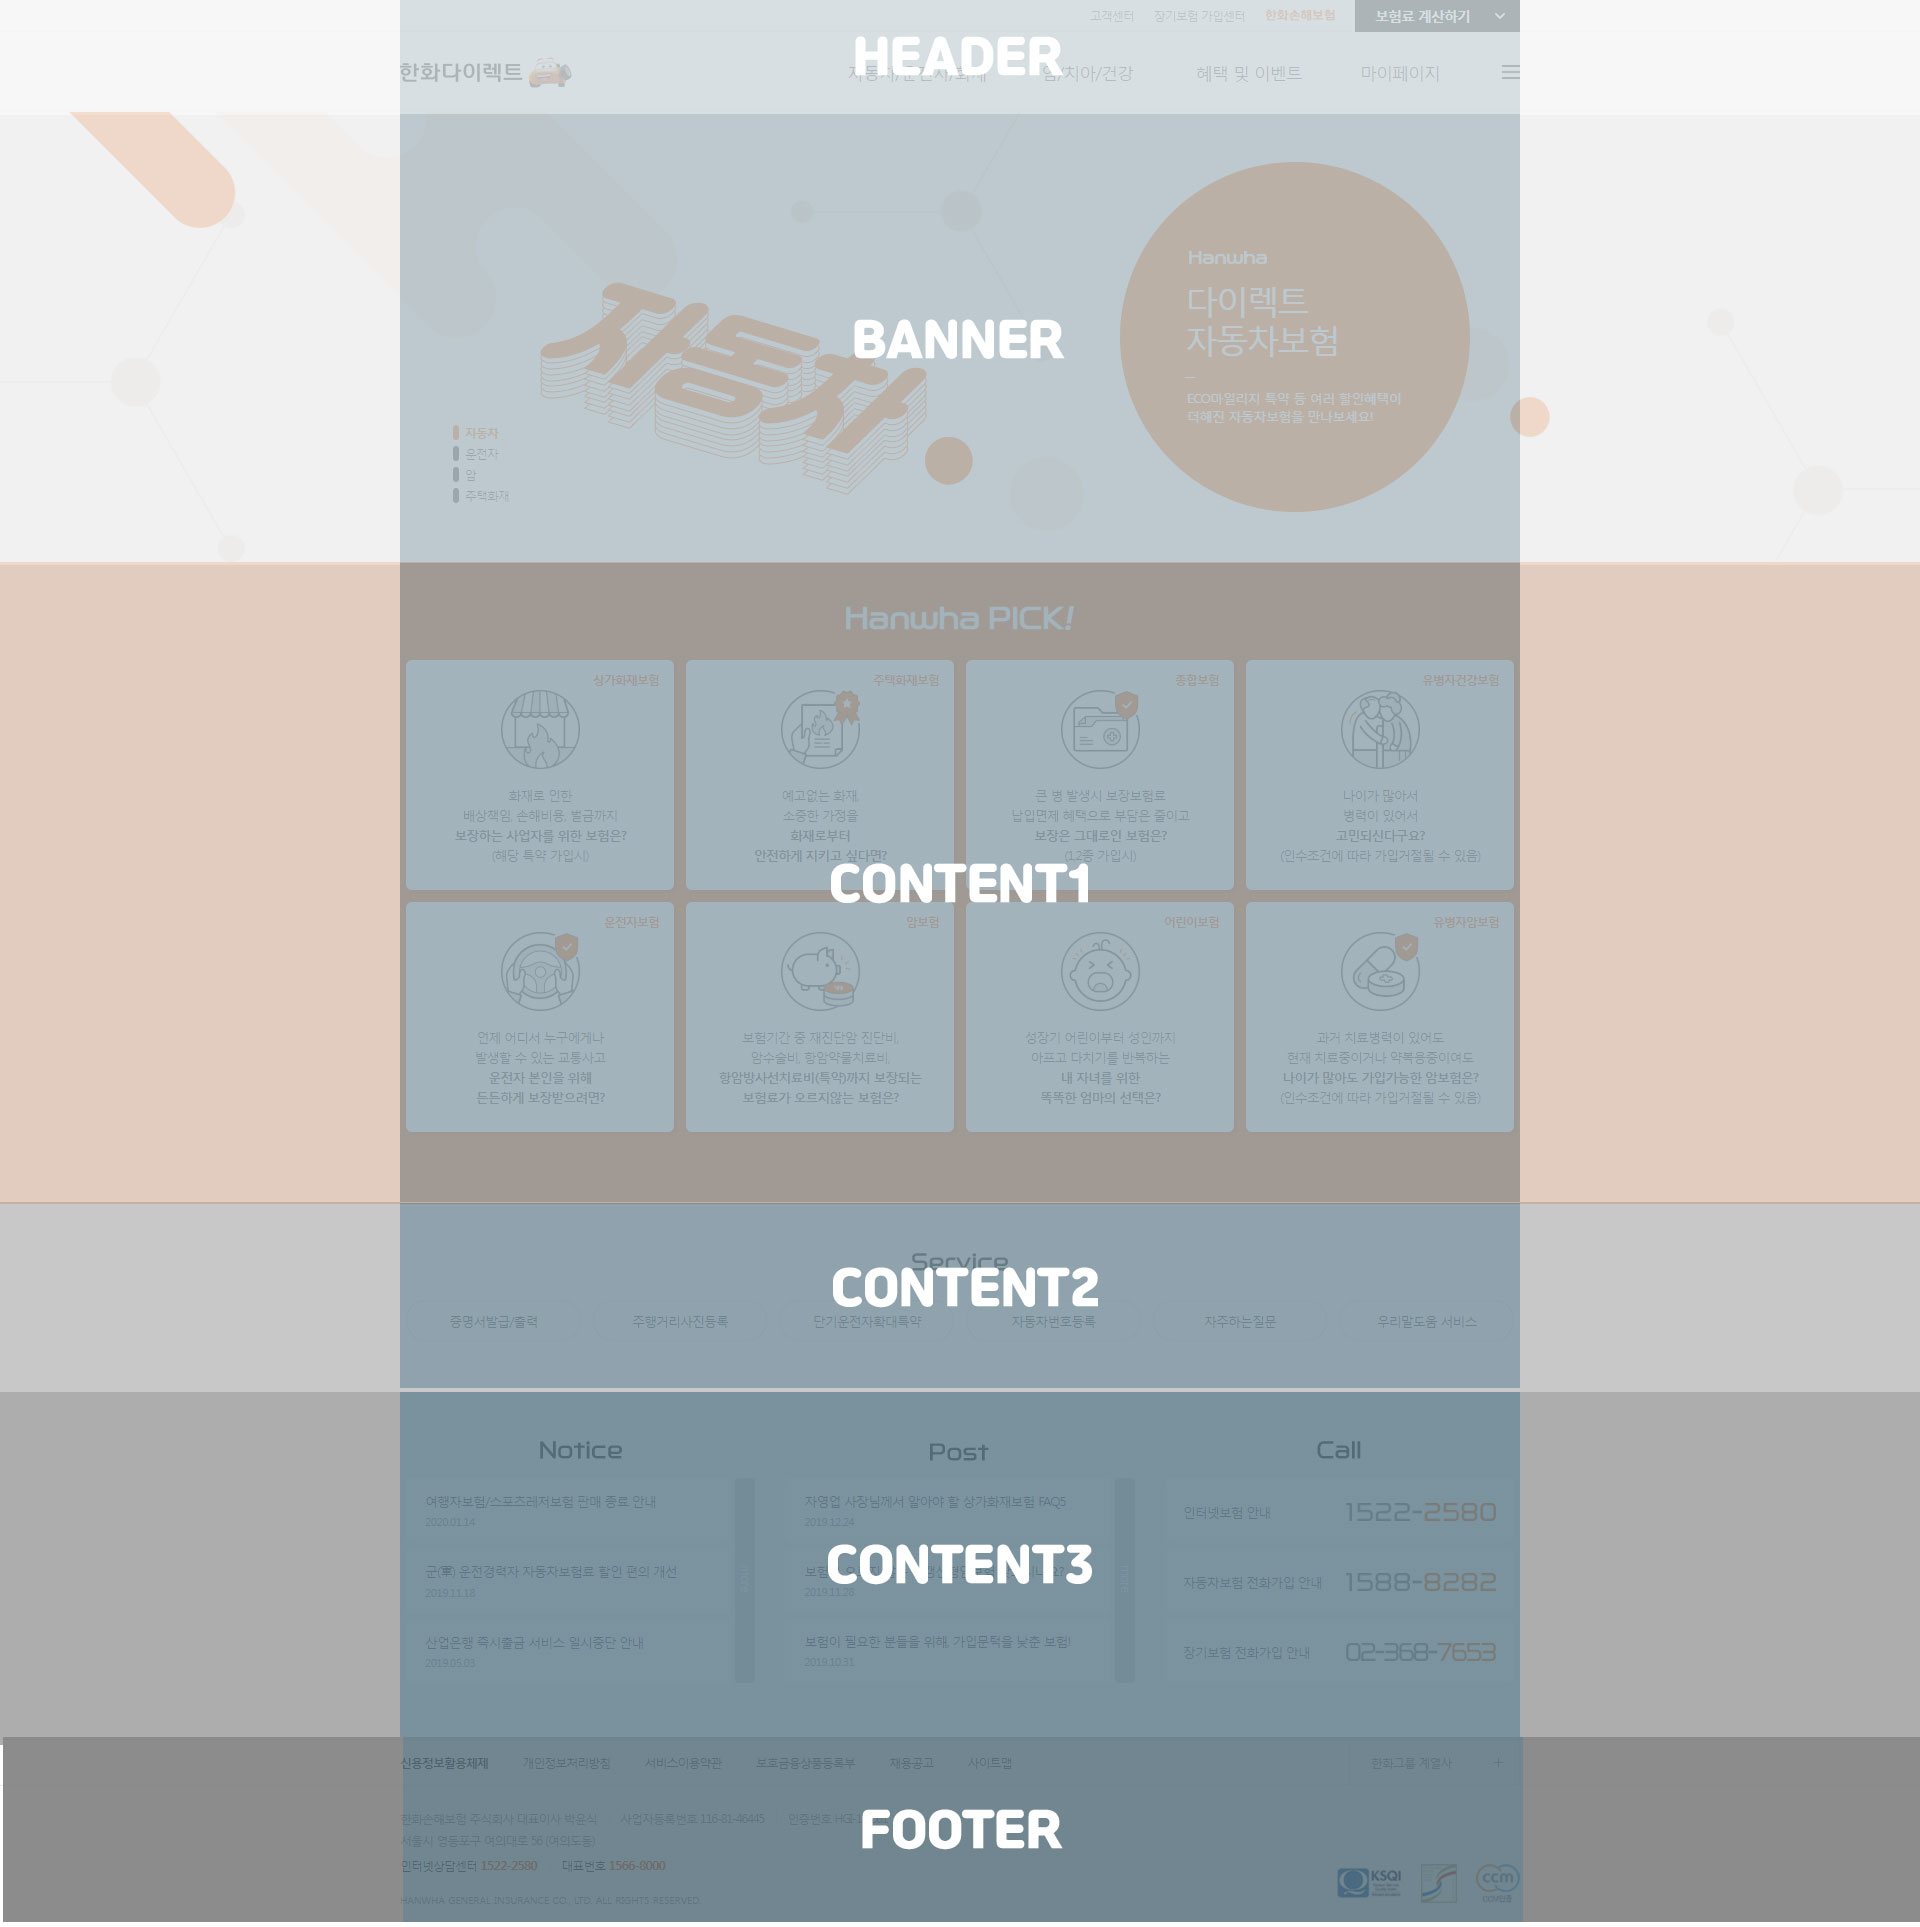 고객센터 장기보험 가입센터 한화손해보험 보험료 계산하기
HEADER
한화다이렉트 자동차/운전자/화재 암/치아/건강 혜택 및 이벤트 마이페이지
Hanwha
다이렉트
자동차보험
ECO마일리지 특약 등 여러 할인혜택이
더해진 자동차보험을 만나보세요!
자동차
BANNER
자동차
운전자
암
주택화재
Hanwha PICK!
상가화재보험
화재로 인한
배상책임, 손해비용, 벌금까지
보장하는 사업자를 위한 보험은?
(해당 특약 가입시)
주택화재보험
예고없는 화재,
소중한 가정을
화재로부터
안전하게 지키고 싶다면?
종합보험
큰 병 발생시 보장보험료
납입면제 혜택으로 부담은 줄이고
보장은 그대로인 보험은?
(1,2종 가입시)
유병자건강보험
나이가 많아서
병력이 있어서
고민되신다구요?
(인수조건에 따라 가입거절될 수 있음)
CONTENT1
운전자보험
언제 어디서 누구에게나
발생할 수 있는 교통사고
운전자 본인을 위해
든든하게 보장받으려면?
암보험
보험기간 중 재진단암 진단비,
암수술비, 항암약물치료비,
항암방사선치료비(특약)까지 보장되는
보험료가 오르지않는 보험은?
어린이보험
성장기 어린이부터 성인까지
아프고 다치기를 반복하는
내 자녀를 위한
똑똑한 엄마의 선택은?
유병자암보험
과거 치료병력이 있어도
현재 치료중이거나 약복용중이여도
나이가 많아도 가입가능한 암보험은?
(인수조건에 따라 가입거절될 수 있음)
Service
CONTENT2
증명서발급/출력 주행거리사진등록 단기운전자확대특약 자동차번호등록 자주하는질문 우리말도움 서비스
Notice
여행자보험/스포츠레저보험 판매 종료 안내
2020.01.14
군(軍) 운전경력자 자동차보험료 할인 편의 개선
2019.11.18
산업은행 즉시출금 서비스 일시중단 안내
2019.05.03
Post
자영업 사장님께서 알아야 할 상가화재보험 FAQ5
2019.12.24
CONTENT3
2019.11.28
보험이 필요한 분들을 위해, 가입문턱을 낮춘 보험!
2019.10.31
Call
인터넷보험 안내 1522-2580
자동차보험 전화가입 안내 1588-8282
장기보험 전화가입 안내 02-368-7653
신용정보활용체제 개인정보처리방침 서비스이용약관 보호금융상품등록부 채용공고 사이트맵 한화그룹 계열사 +
한화손해보험 주식회사 대표이사 박윤식 사업자등록번호 116-81-46445 인증번호
FOOTER
서울시 영등포구 여의대로 56 (여의도동)
인터넷상담센터 1522-2580 대표번호 1566-8000
HANWHA GENERAL INSURANCE CO., LTD. ALL RIGHTS RESERVED.
KSQI
ccm
CCM인증